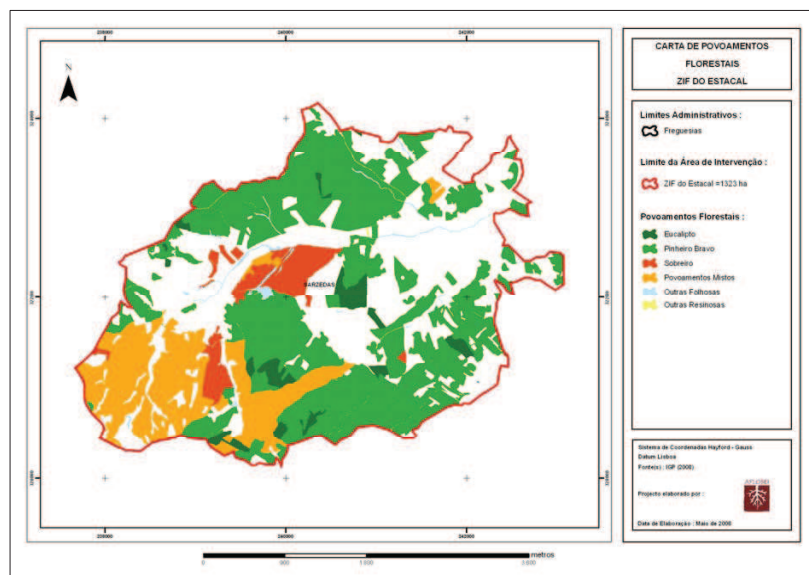 CARTA DE POVOAMENTOS
FLORESTAIS
ZIF DO ESTACAL
N
SARZEDAS
Limites Administrativos :
Freguesias
Limite da Área de Intervenção :
ZIF do Estacal =1323 ha
Povoamentos Florestais :
Eucalipto
Pinheiro Bravo
Sobreiro
Povoamentos Mistos
Outras Folhosas
Outras Resinosas
Sistema de Coordenadas Hayford - Gauss
Datum Lisboa
Fonte(s) : IGP (2008)
Projecto elaborado por :
Data de Elaboração : Maio de 2008
metros